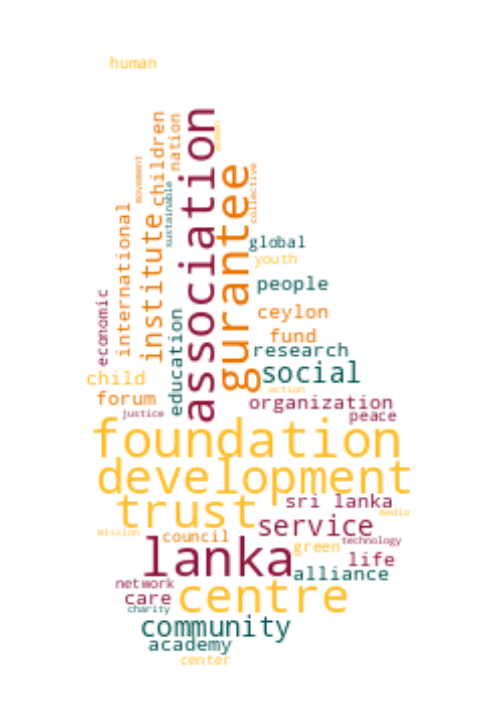 human
association
gurantee
children
nation
women
movement
sustainable
collective
institute
international
global
youth
people
economic
ceylon
education
fund
research
social
child
action
forum
organization
justice
peace
foundation
development
trust
sri lanka
media
service
mission
council
technology
lanka
green
life
alliance
network
care
centre
charity
community
academy
center